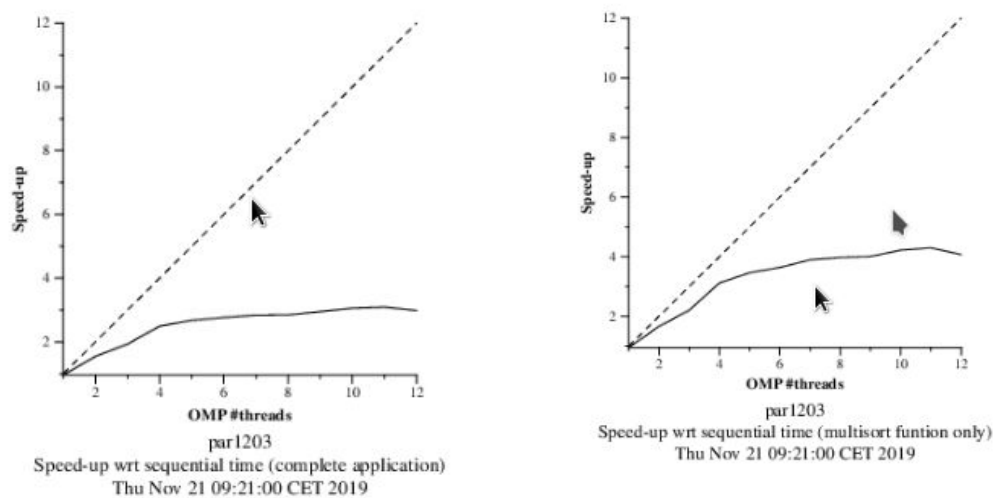 12
10
8
6
4
2
Speed-up
2
4
6
8
10
12
OMP #threads
par1203
Speed-up wrt sequential time (complete application)
Thu Nov 21 09:21:00 CET 2019
12
10
8
6
4
2
Speed-up
2
4
6
8
10
12
OMP #threads
par1203
Speed-up wrt sequential time (multisort funtion only)
Thu Nov 21 09:21:00 CET 2019